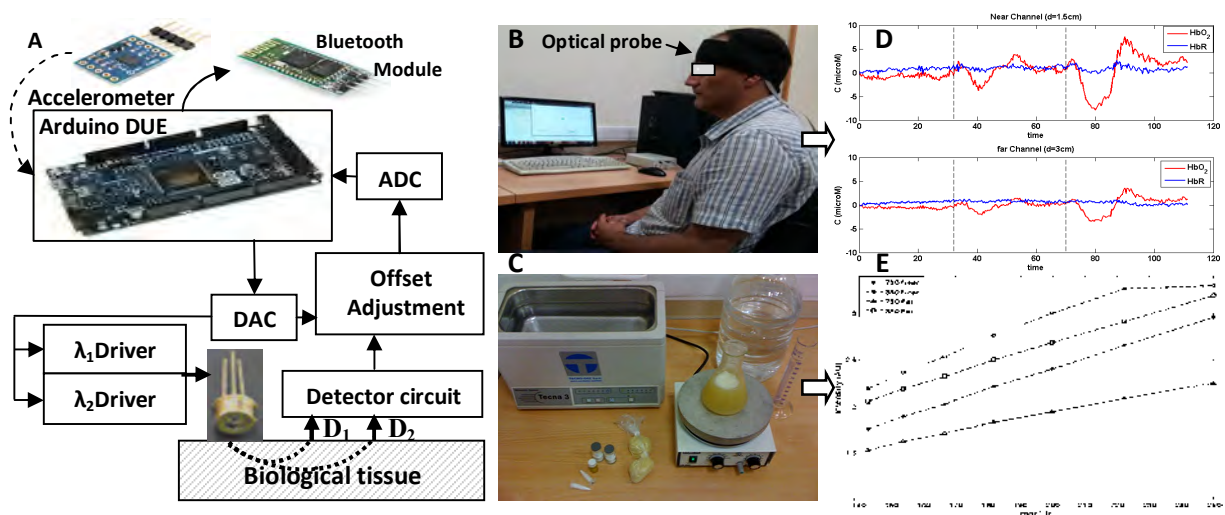 A
Bluetooth
Module
Accelerometer
Arduino DUE
ADC
Offset
Adjustment
DAC
λ₁Driver
λ₂Driver
Detector circuit
D₁ D₂
Biological tissue
B
Optical probe
C
Tecna 3
D
Near Channel (d=1.5cm)
HbO₂
HbR
C (microM)
10
5
0
-5
-10
0 20 40 60 80 100 120
time
far Channel (d=3cm)
HbO₂
HbR
C (microM)
10
5
0
-5
-10
0 20 40 60 80 100 120
time
E